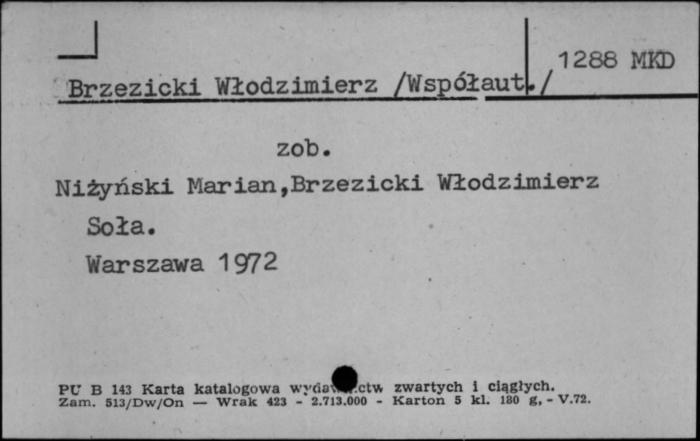 1288 MKD
Brzezicki Włodzimierz /Współaut./
zob.
Niżyński Marian,Brzezicki Włodzimierz
Soła.
Warszawa 1972
PU B 143 Karta katalogowa zwartych i ciągłych.
Zam. 513/Dw/On — Wrak 423 - 2.713.000 - Karton 5 kl. 180 g, - V.72.